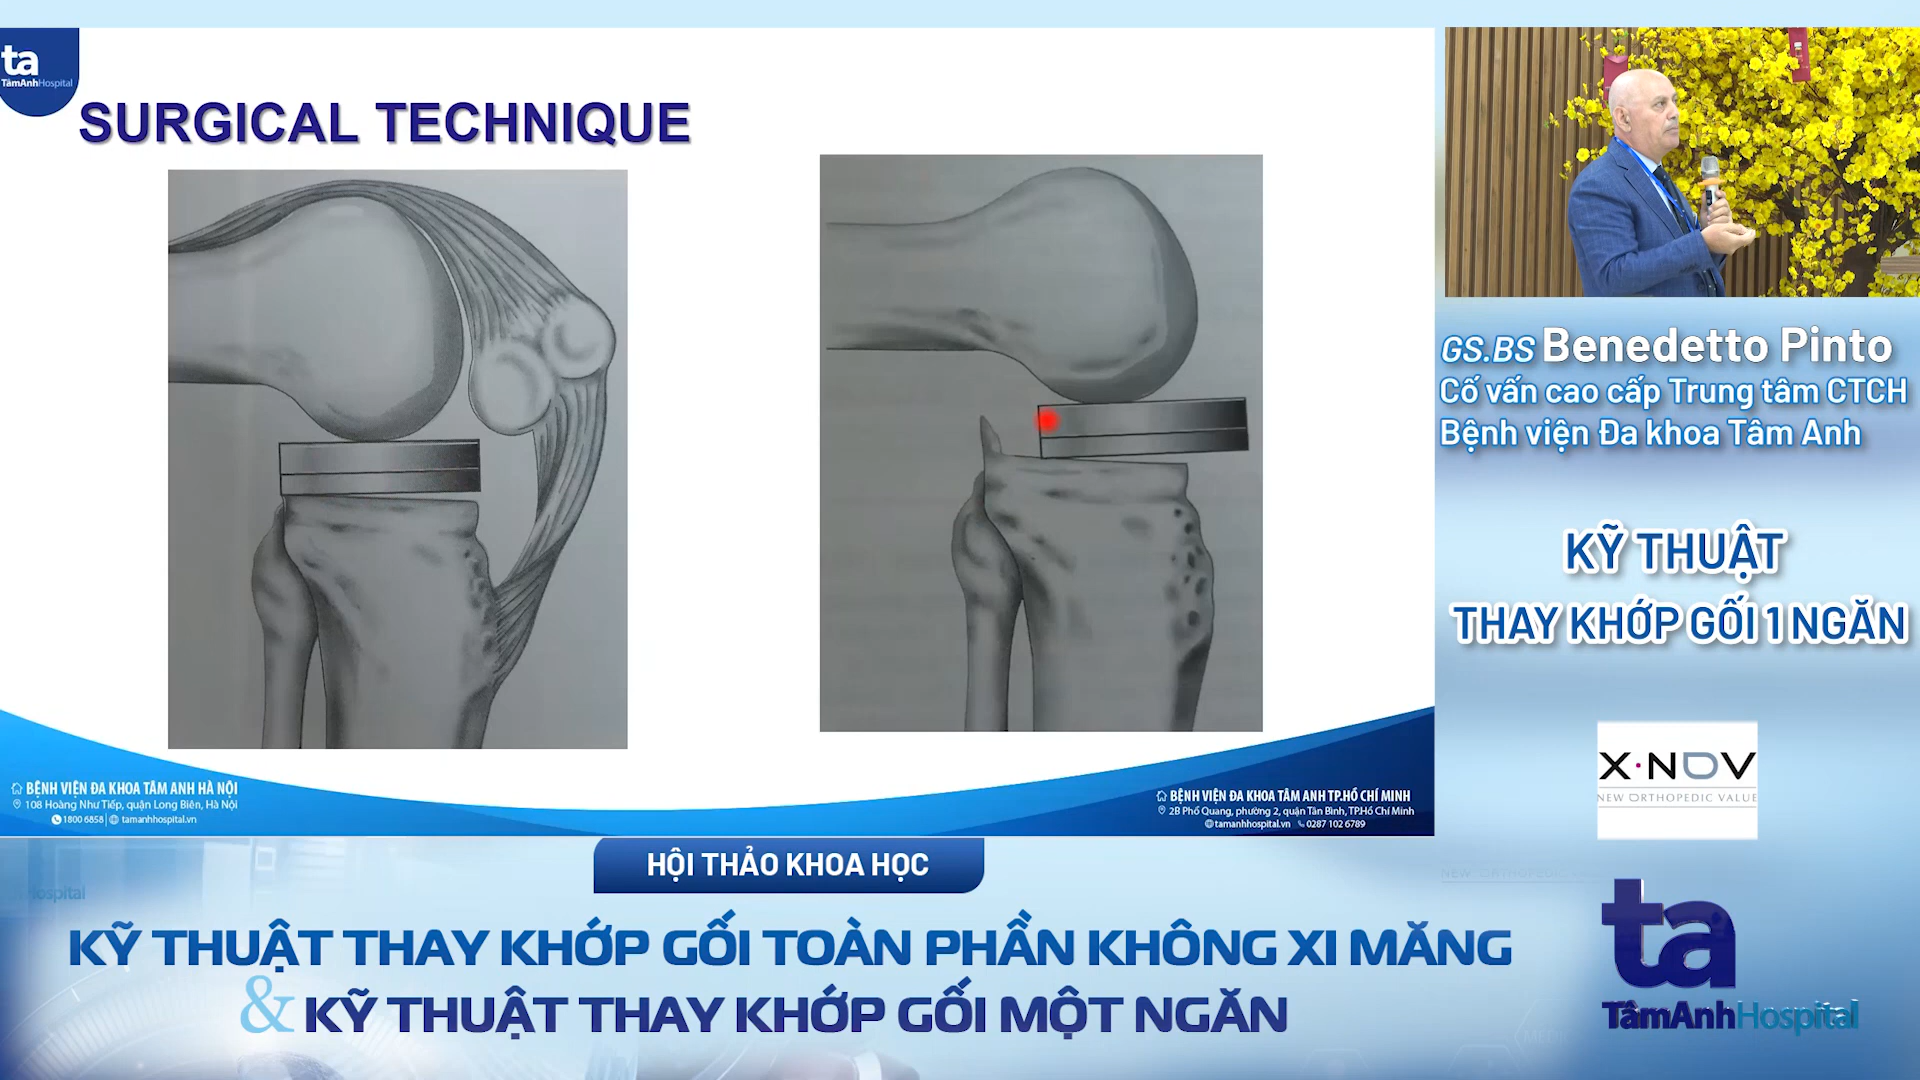 ta
TâmAnhHospital
SURGICAL TECHNIQUE
GS.BS Benedetto Pinto
Cố vấn cao cấp Trung tâm CTCH
Bệnh viện Đa khoa Tâm Anh
KỸ THUẬT
THAY KHỚP GỐI 1 NGĂN
X·NOV
NEW ORTHOPEDIC VALUE
BỆNH VIỆN ĐA KHOA TÂM ANH HÀ NỘI
108 Hoàng Như Tiếp, quận Long Biên, Hà Nội
1800 6858 | tamanhhospital.vn
BỆNH VIỆN ĐA KHOA TÂM ANH TP.HỒ CHÍ MINH
2B Phổ Quang, phường 2, quận Tân Bình, TP.Hồ Chí Minh
tamanhhospital.vn 0287 102 6789
HỘI THẢO KHOA HỌC
KỸ THUẬT THAY KHỚP GỐI TOÀN PHẦN KHÔNG XI MĂNG
& KỸ THUẬT THAY KHỚP GỐI MỘT NGĂN
ta
TâmAnhHospital